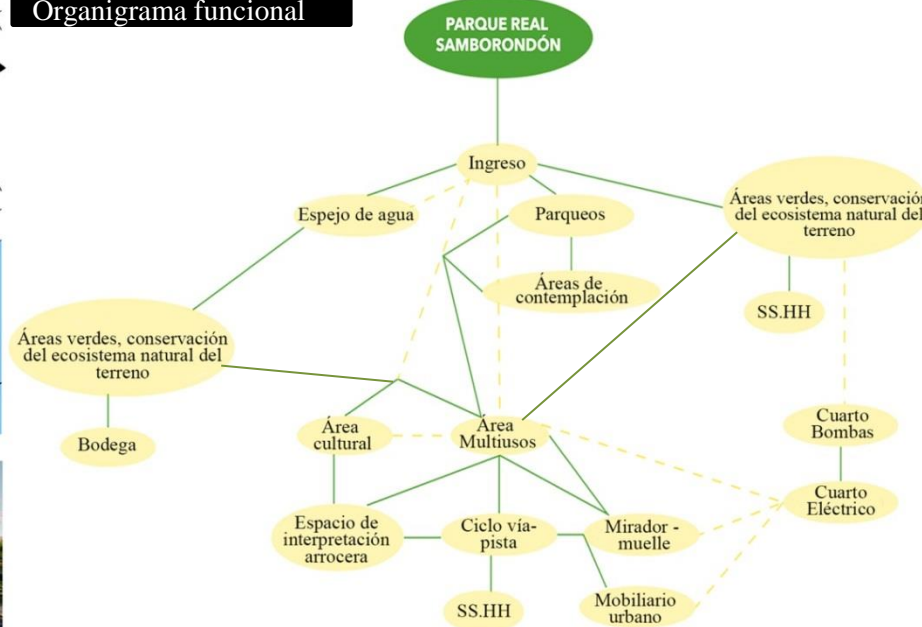 Organigrama funcional
PARQUE REAL
SAMBORONDÓN
Ingreso
Espejo de agua
Parqueos
Áreas verdes, conservación
del ecosistema natural del
terreno
Áreas de
contemplación
SS.HH
Áreas verdes, conservación
del ecosistema natural del
terreno
Bodega
Área
cultural
Área
Multiusos
Cuarto
Bombas
Cuarto
Eléctrico
Espacio de
interpretación
arrocera
Ciclo vía-
pista
Mirador -
muelle
SS.HH
Mobiliario
urbano